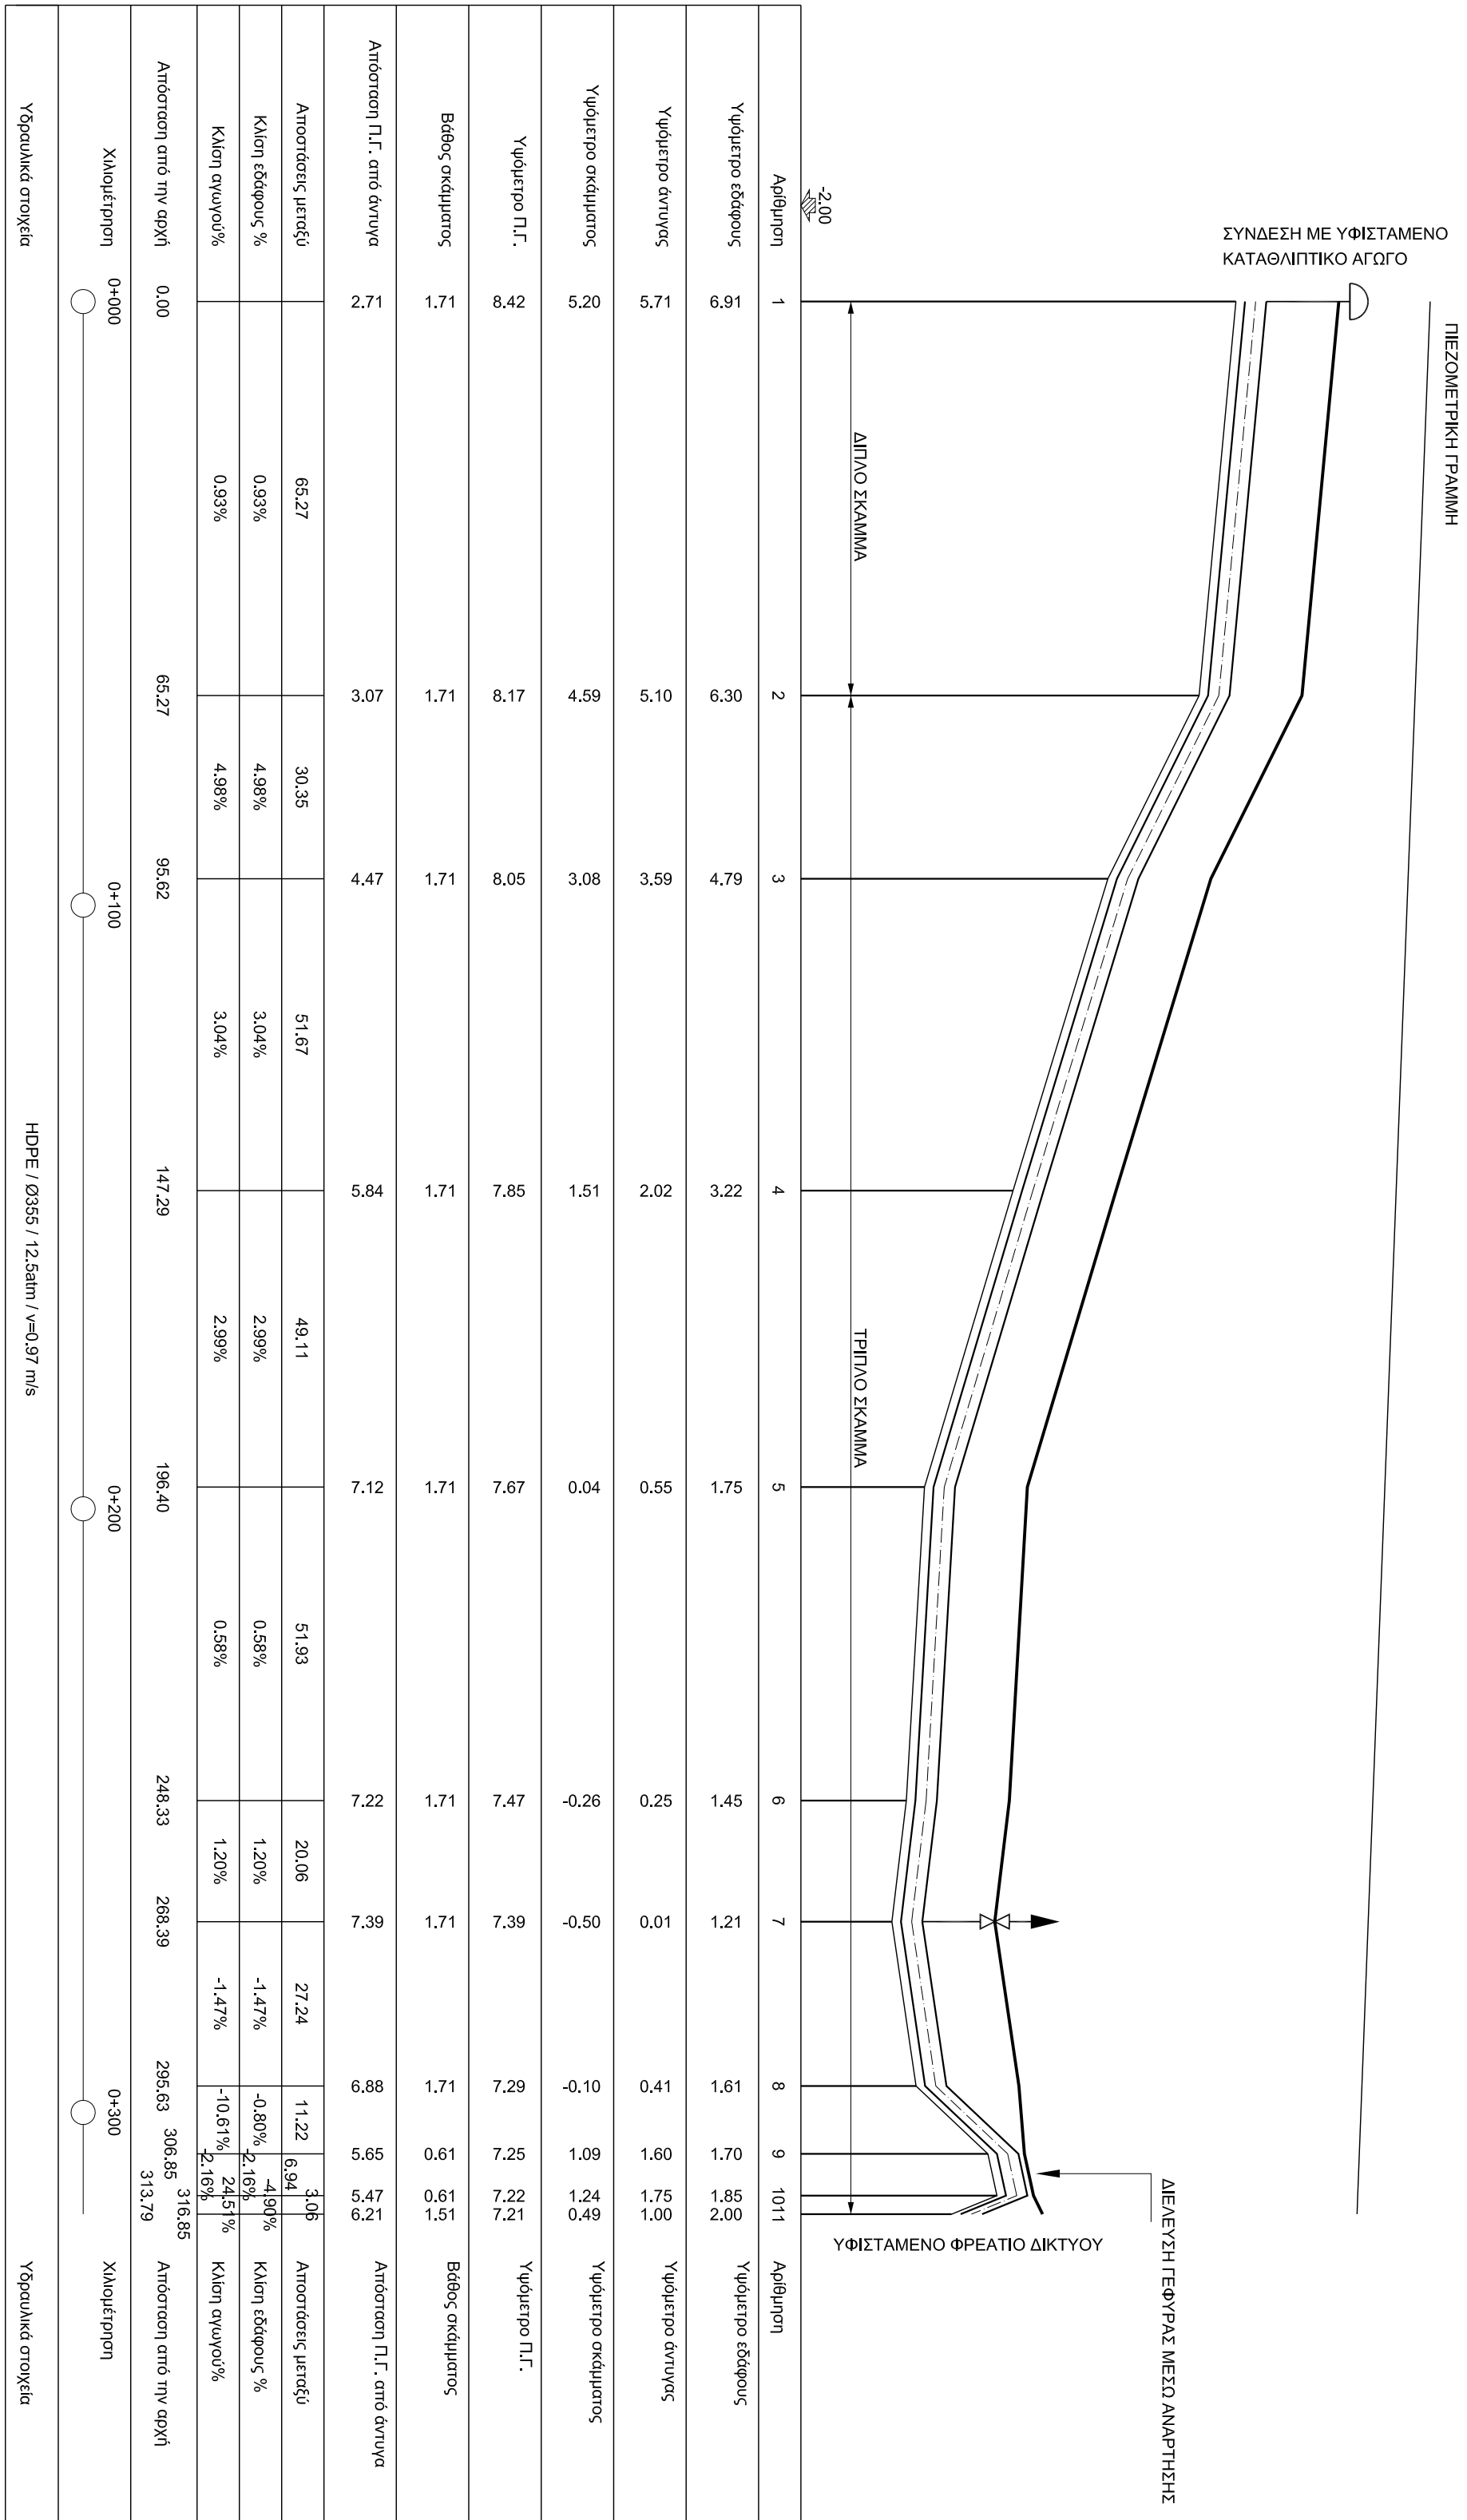 ΠΙΕΖΟΜΕΤΡΙΚΗ ΓΡΑΜΜΗ
ΣΥΝΔΕΣΗ ΜΕ ΥΦΙΣΤΑΜΕΝΟ
ΚΑΤΑΘΛΙΠΤΙΚΟ ΑΓΩΓΟ
ΔΙΕΛΕΥΣΗ ΓΕΦΥΡΑΣ ΜΕΣΩ ΑΝΑΡΤΗΣΗΣ
ΥΦΙΣΤΑΜΕΝΟ ΦΡΕΑΤΙΟ ΔΙΚΤΥΟΥ
ΔΙΠΛΟ ΣΚΑΜΜΑ
ΤΡΙΠΛΟ ΣΚΑΜΜΑ
-2.00
Αρίθμηση 1 2 3 4 5 6 7 8 9 10 11 Αρίθμηση
Υψόμετρο εδάφους 6.91 6.30 4.79 3.22 1.75 1.45 1.21 1.61 1.70 1.85 2.00 Υψόμετρο εδάφους
Υψόμετρο άντυγας 5.71 5.10 3.59 2.02 0.55 0.25 0.01 0.41 1.60 1.75 1.00 Υψόμετρο άντυγας
Υψόμετρο σκάμματος 5.20 4.59 3.08 1.51 0.04 -0.26 -0.50 -0.10 1.09 1.24 0.49 Υψόμετρο σκάμματος
Υψόμετρο Π.Γ. 8.42 8.17 8.05 7.85 7.67 7.47 7.39 7.29 7.25 7.22 7.21 Υψόμετρο Π.Γ.
Βάθος σκάμματος 1.71 1.71 1.71 1.71 1.71 1.71 1.71 1.71 0.61 0.61 1.51 Βάθος σκάμματος
Απόσταση Π.Γ. από άντυγα 2.71 3.07 4.47 5.84 7.12 7.22 7.39 6.88 5.65 5.47 6.21 Απόσταση Π.Γ. από άντυγα
Αποστάσεις μεταξύ 65.27 30.35 51.67 49.11 51.93 20.06 27.24 11.22 6.94 3.06 Αποστάσεις μεταξύ
Κλίση εδάφους % 0.93% 4.98% 3.04% 2.99% 0.58% 1.20% -1.47% -0.80% -2.16% -4.90% Κλίση εδάφους %
Κλίση αγωγού% 0.93% 4.98% 3.04% 2.99% 0.58% 1.20% -1.47% -10.61% -2.16% 24.51% Κλίση αγωγού%
Απόσταση από την αρχή 0.00 65.27 95.62 147.29 196.40 248.33 268.39 295.63 306.85 313.79 316.85 Απόσταση από την αρχή
Χιλιομέτρηση 0+000 0+100 0+200 0+300 Χιλιομέτρηση
Υδραυλικά στοιχεία HDPE / Ø355 / 12.5atm / v=0.97 m/s Υδραυλικά στοιχεία